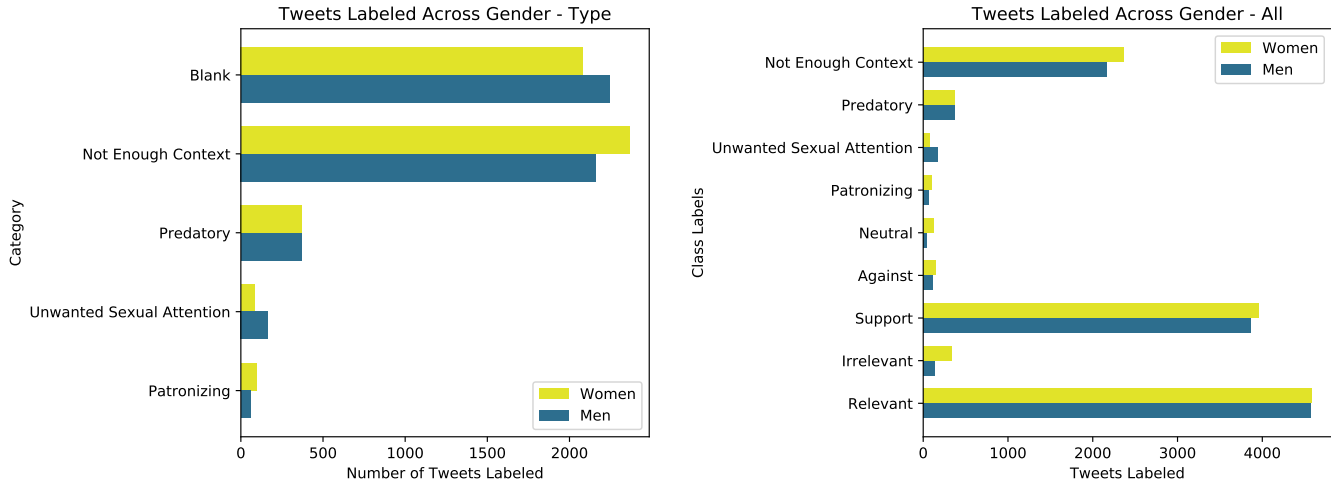 Tweets Labeled Across Gender - Type
Category
Blank
Not Enough Context
Predatory
Unwanted Sexual Attention
Patronizing
Women
Men
0 500 1000 1500 2000
Number of Tweets Labeled
Tweets Labeled Across Gender - All
Class Labels
Not Enough Context
Predatory
Unwanted Sexual Attention
Patronizing
Neutral
Against
Support
Irrelevant
Relevant
Women
Men
0 1000 2000 3000 4000
Tweets Labeled